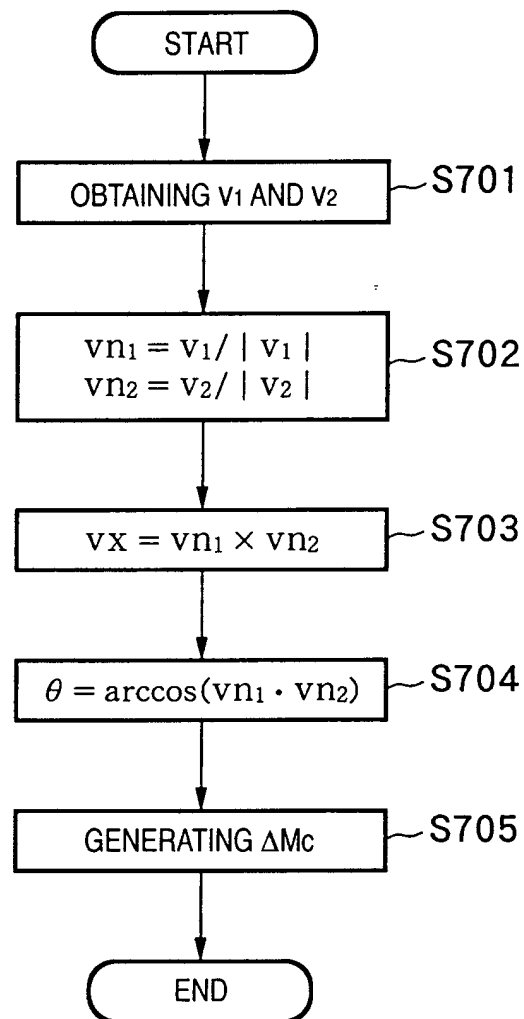 START
OBTAINING v₁ AND v₂
S701
vn₁ = v₁ / | v₁ |
vn₂ = v₂ / | v₂ |
S702
vx = vn₁ × vn₂
S703
θ = arccos(vn₁ · vn₂)
S704
GENERATING ΔMc
S705
END